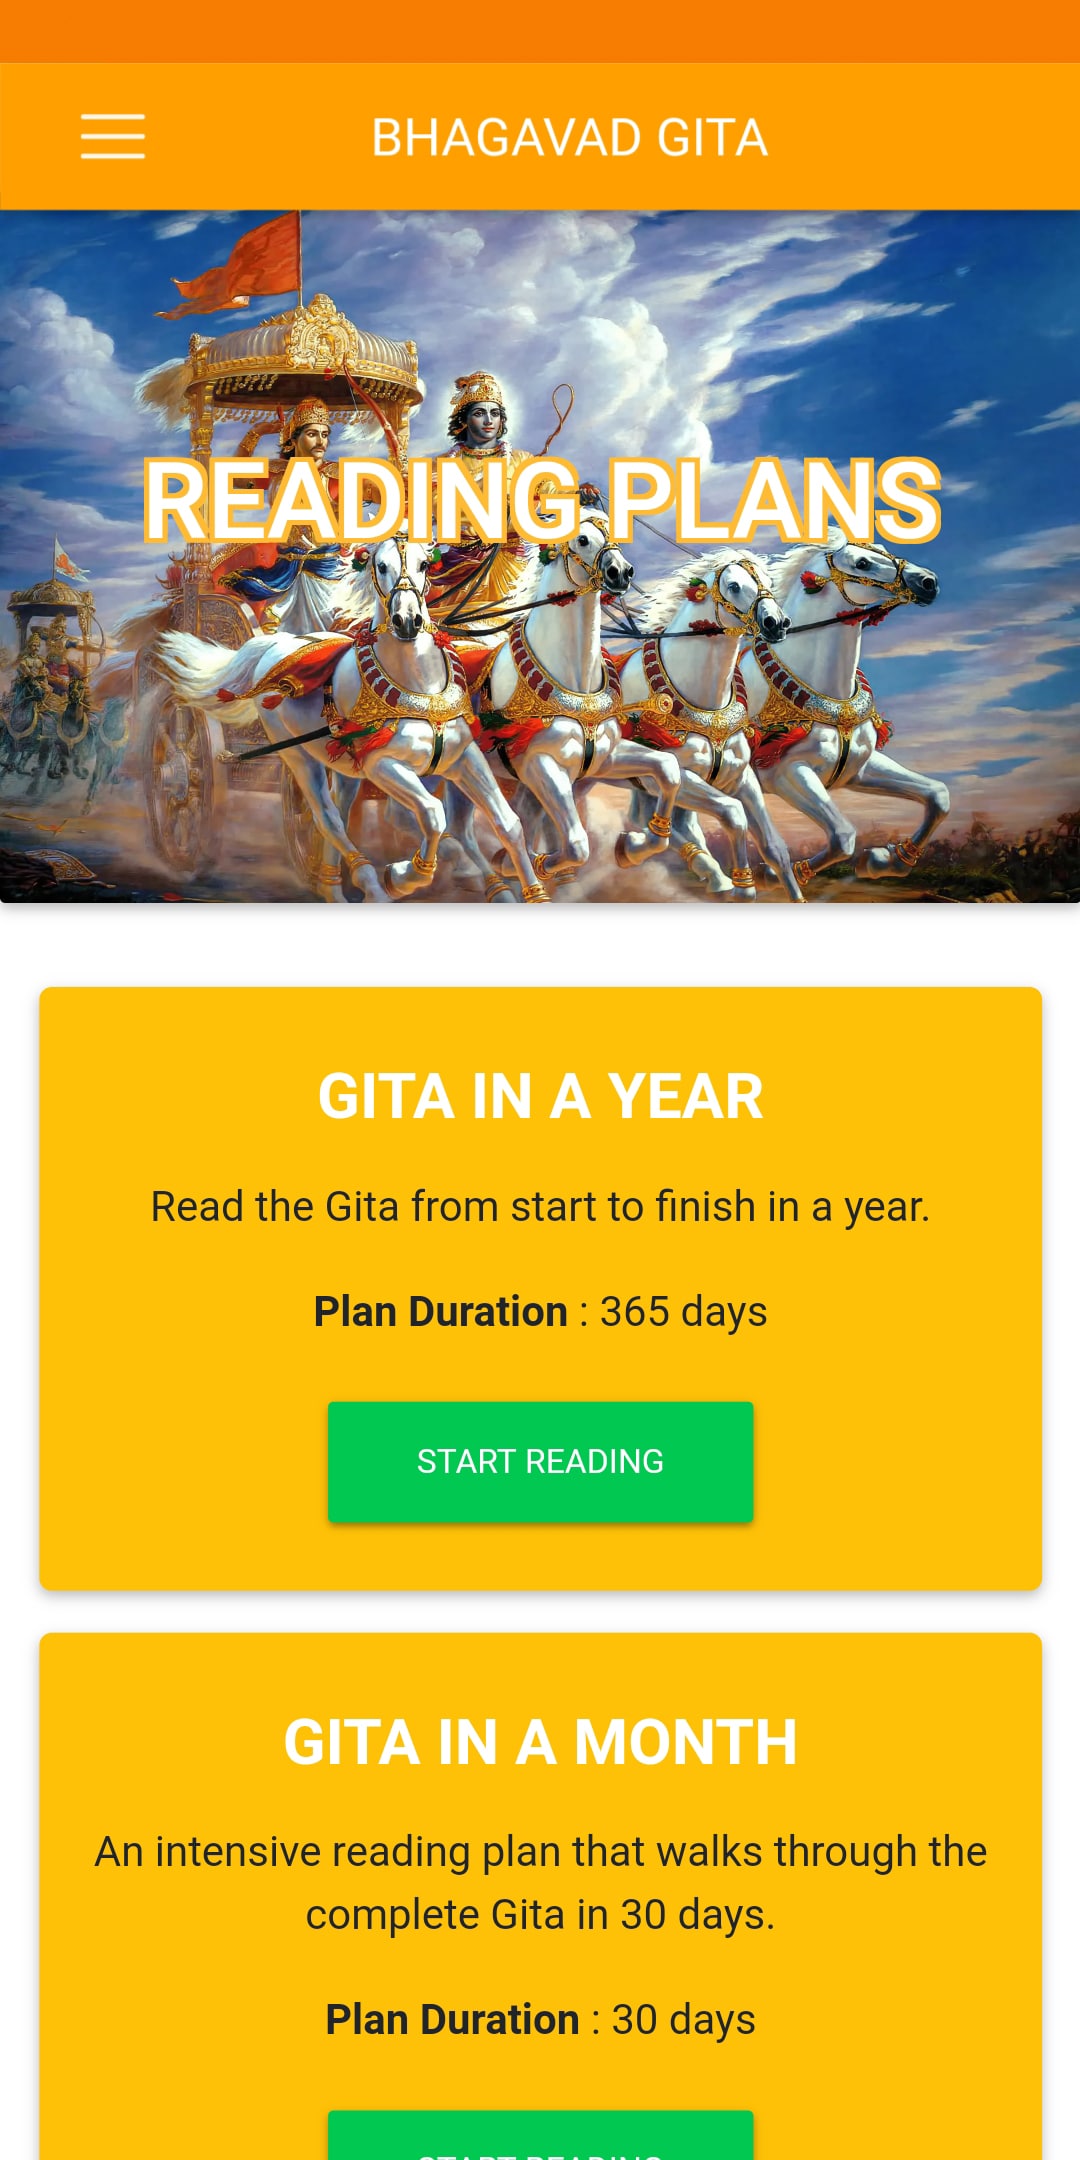 BHAGAVAD GITA
READING PLANS
GITA IN A YEAR
Read the Gita from start to finish in a year.
Plan Duration : 365 days
START READING
GITA IN A MONTH
An intensive reading plan that walks through the
complete Gita in 30 days.
Plan Duration : 30 days
START READING